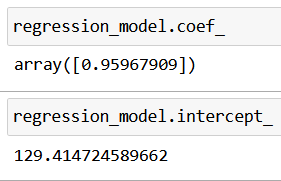 regression_model.coef_
array([0.95967909])
regression_model.intercept_
129.414724589662